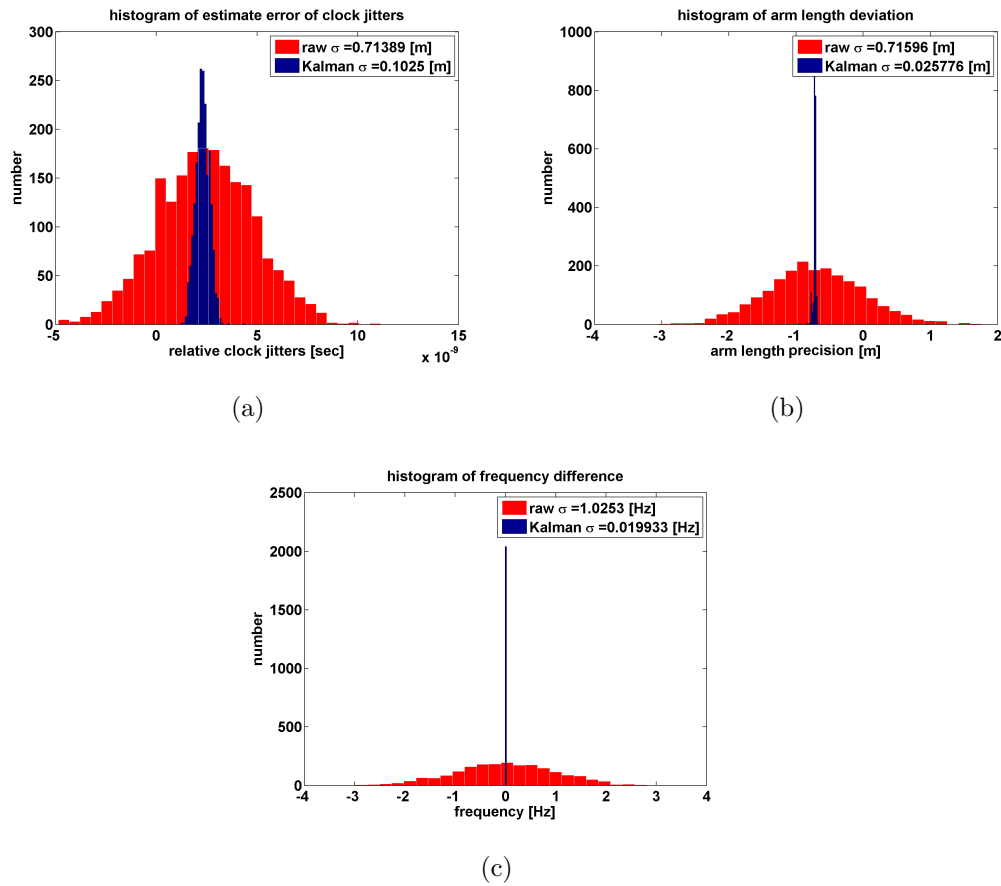 histogram of estimate error of clock jitters
300
250
200
150
100
50
0
number
raw σ =0.71389 [m]
Kalman σ =0.1025 [m]
-5
0
5
10
15
relative clock jitters [sec]
x 10-9
(a)
histogram of arm length deviation
1000
800
600
400
200
0
number
raw σ =0.71596 [m]
Kalman σ =0.025776 [m]
-4
-3
-2
-1
0
1
2
arm length precision [m]
(b)
histogram of frequency difference
2500
2000
1500
1000
500
0
number
raw σ =1.0253 [Hz]
Kalman σ =0.019933 [Hz]
-4
-3
-2
-1
0
1
2
3
4
frequency [Hz]
(c)